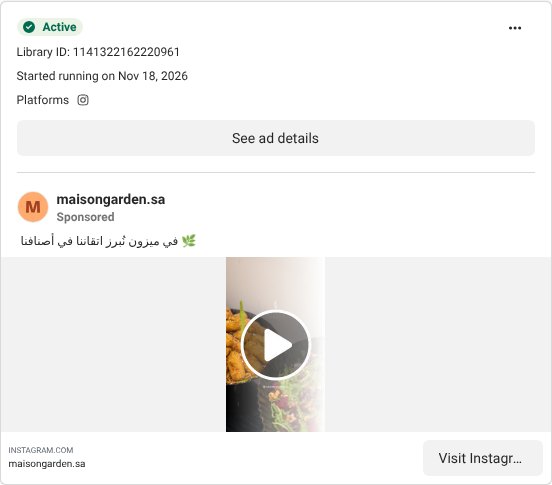 Active
Library ID: 1141322162220961
Started running on Nov 18, 2026
Platforms
See ad details
M
maisongarden.sa
Sponsored
في ميزون نُبرز اتقاننا في أصنافنا 🌿
INSTAGRAM.COM
maisongarden.sa
Visit Instagr...